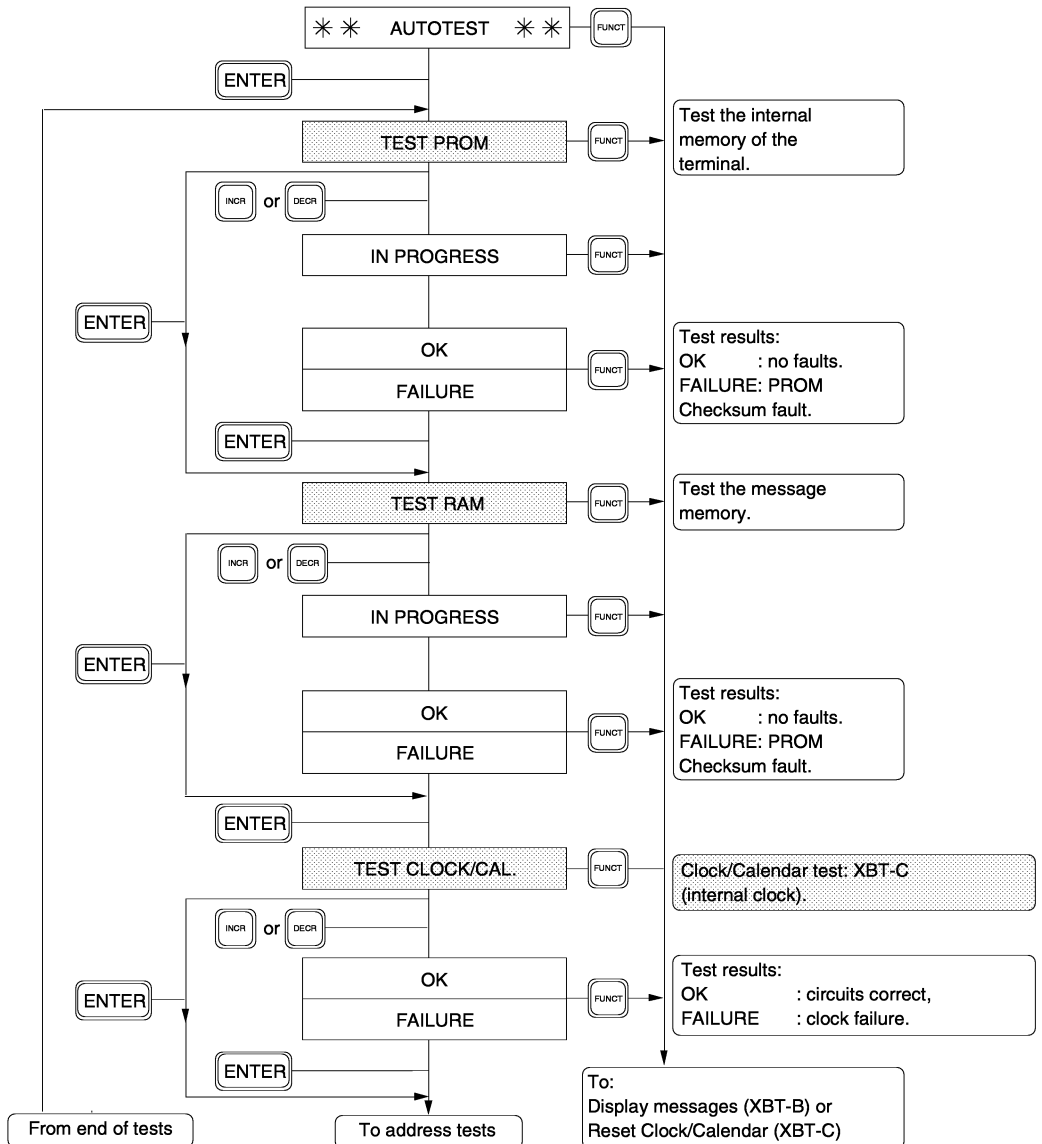 ** AUTOTEST **
FUNCT
ENTER
TEST PROM
FUNCT
Test the internal
memory of the
terminal.
INCR or DECR
IN PROGRESS
FUNCT
ENTER
OK
FAILURE
FUNCT
Test results:
OK : no faults.
FAILURE: PROM
Checksum fault.
ENTER
TEST RAM
FUNCT
Test the message
memory.
INCR or DECR
IN PROGRESS
FUNCT
ENTER
OK
FAILURE
FUNCT
Test results:
OK : no faults.
FAILURE: PROM
Checksum fault.
ENTER
TEST CLOCK/CAL.
FUNCT
Clock/Calendar test: XBT-C
(internal clock).
INCR or DECR
ENTER
OK
FAILURE
FUNCT
Test results:
OK : circuits correct,
FAILURE : clock failure.
ENTER
From end of tests
To address tests
To:
Display messages (XBT-B) or
Reset Clock/Calendar (XBT-C)